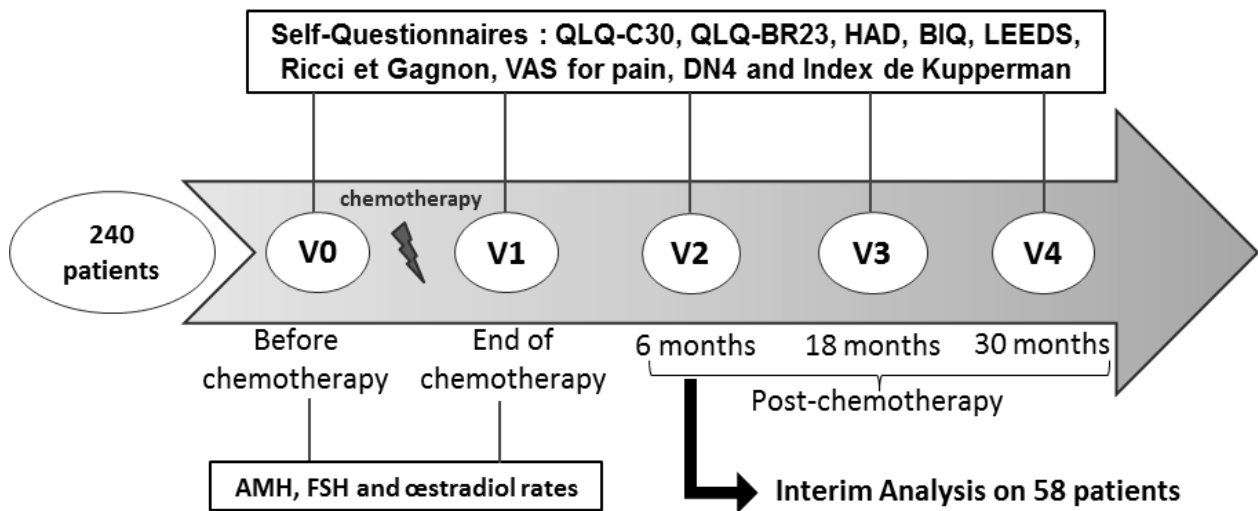 Self-Questionnaires : QLQ-C30, QLQ-BR23, HAD, BIQ, LEEDS,
Ricci et Gagnon, VAS for pain, DN4 and Index de Kupperman
chemotherapy
240
patients
V0
V1
V2
V3
V4
Before
chemotherapy
End of
chemotherapy
6 months
18 months
30 months
Post-chemotherapy
AMH, FSH and œstradiol rates
Interim Analysis on 58 patients